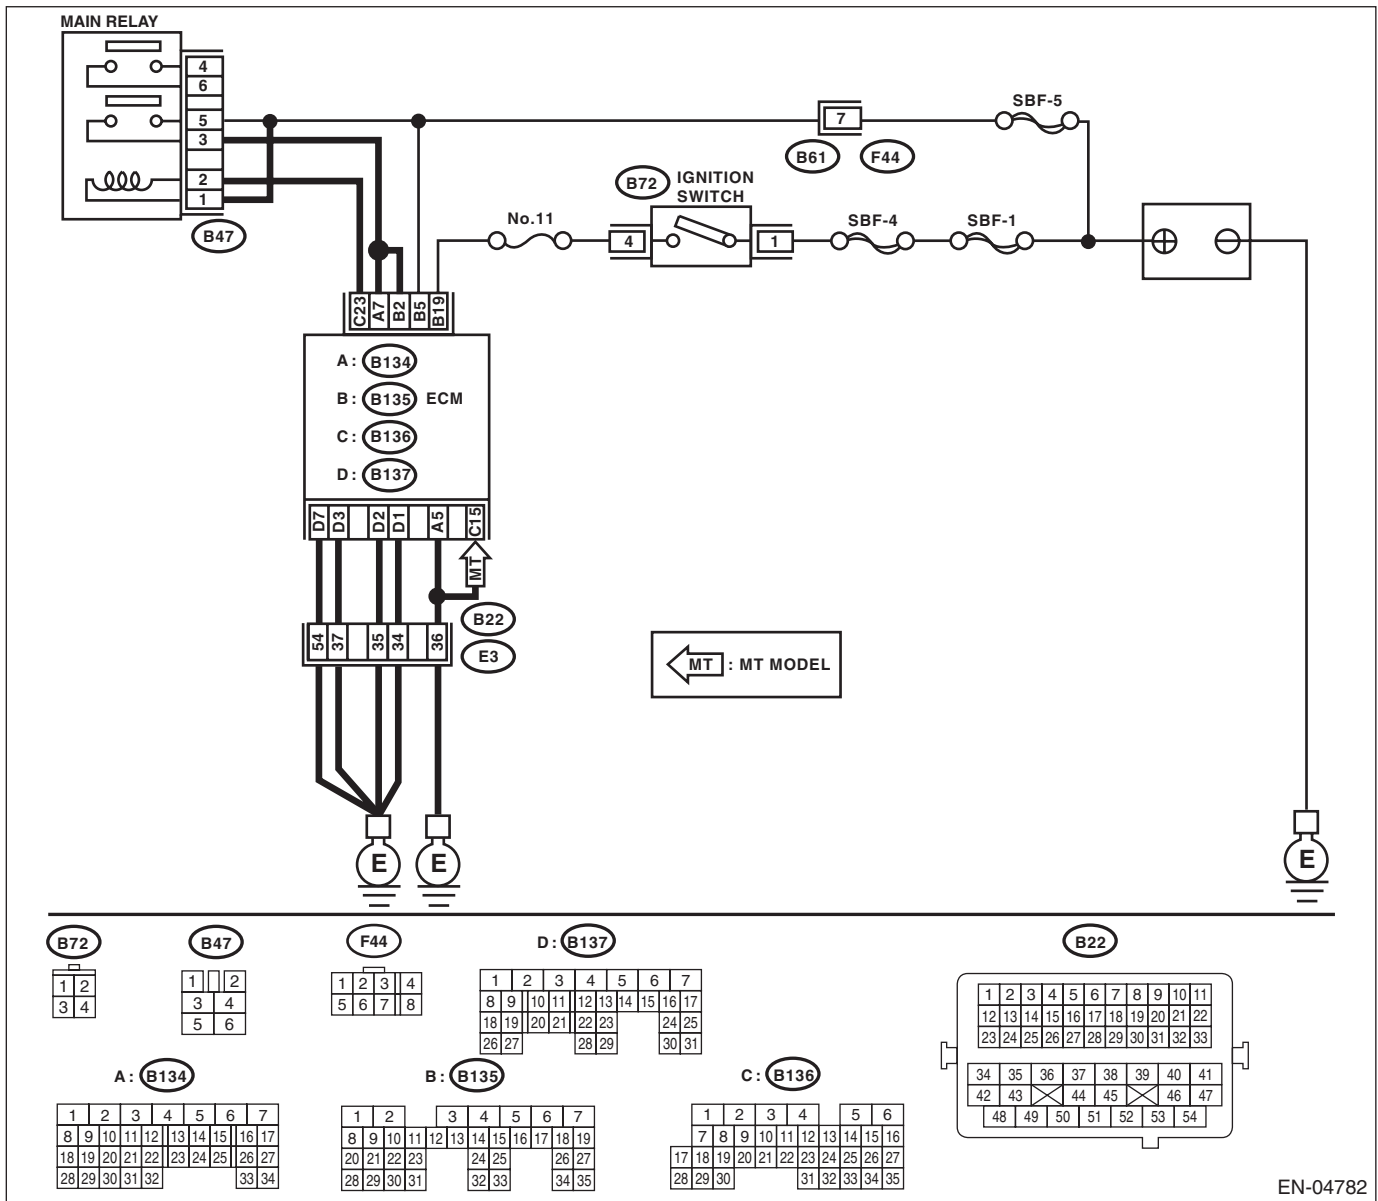 MAIN RELAY
4
6
5
3
2
1
B47
SBF-5
7
B61 F44
B72 IGNITION
SWITCH
No.11
4
1
SBF-4
SBF-1
C23 A7 B2 B5 B19
A: B134
B: B135 ECM
C: B136
D: B137
D7 D3 D2 D1 A5 C15
MT
B22
E3
54 37 35 34 36
MT : MT MODEL
E E E
B72
1 2
3 4
B47
1 2
3 4
5 6
F44
1 2 3 4
5 6 7 8
D: B137
1 2 3 4 5 6 7
8 9 10 11 12 13 14 15 16 17
18 19 20 21 22 23 24 25
26 27 28 29 30 31
B22
1 2 3 4 5 6 7 8 9 10 11
12 13 14 15 16 17 18 19 20 21 22
23 24 25 26 27 28 29 30 31 32 33
34 35 36 37 38 39 40 41
42 43 44 45 46 47
48 49 50 51 52 53 54
A: B134
1 2 3 4 5 6 7
8 9 10 11 12 13 14 15 16 17
18 19 20 21 22 23 24 25 26 27
28 29 30 31 32 33 34
B: B135
1 2 3 4 5 6 7
8 9 10 11 12 13 14 15 16 17 18 19
20 21 22 23 24 25 26 27
28 29 30 31 32 33 34 35
C: B136
1 2 3 4 5 6
7 8 9 10 11 12 13 14 15 16
17 18 19 20 21 22 23 24 25 26 27
28 29 30 31 32 33 34 35
EN-04782